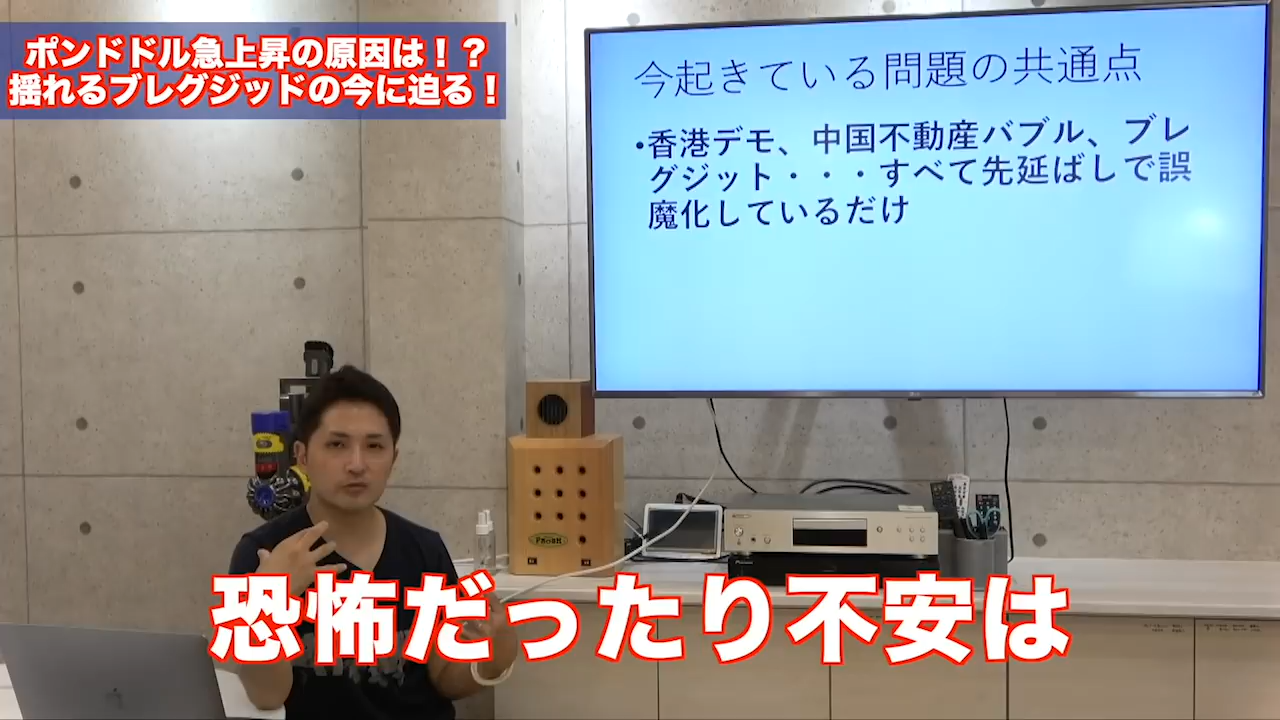 ポンドドル急上昇の原因は！？
揺れるブレグジッドの今に迫る！
今起きている問題の共通点
•香港デモ、中国不動産バブル、ブレ
グジット・・・すべて先延ばしで誤
魔化しているだけ
恐怖だったり不安は